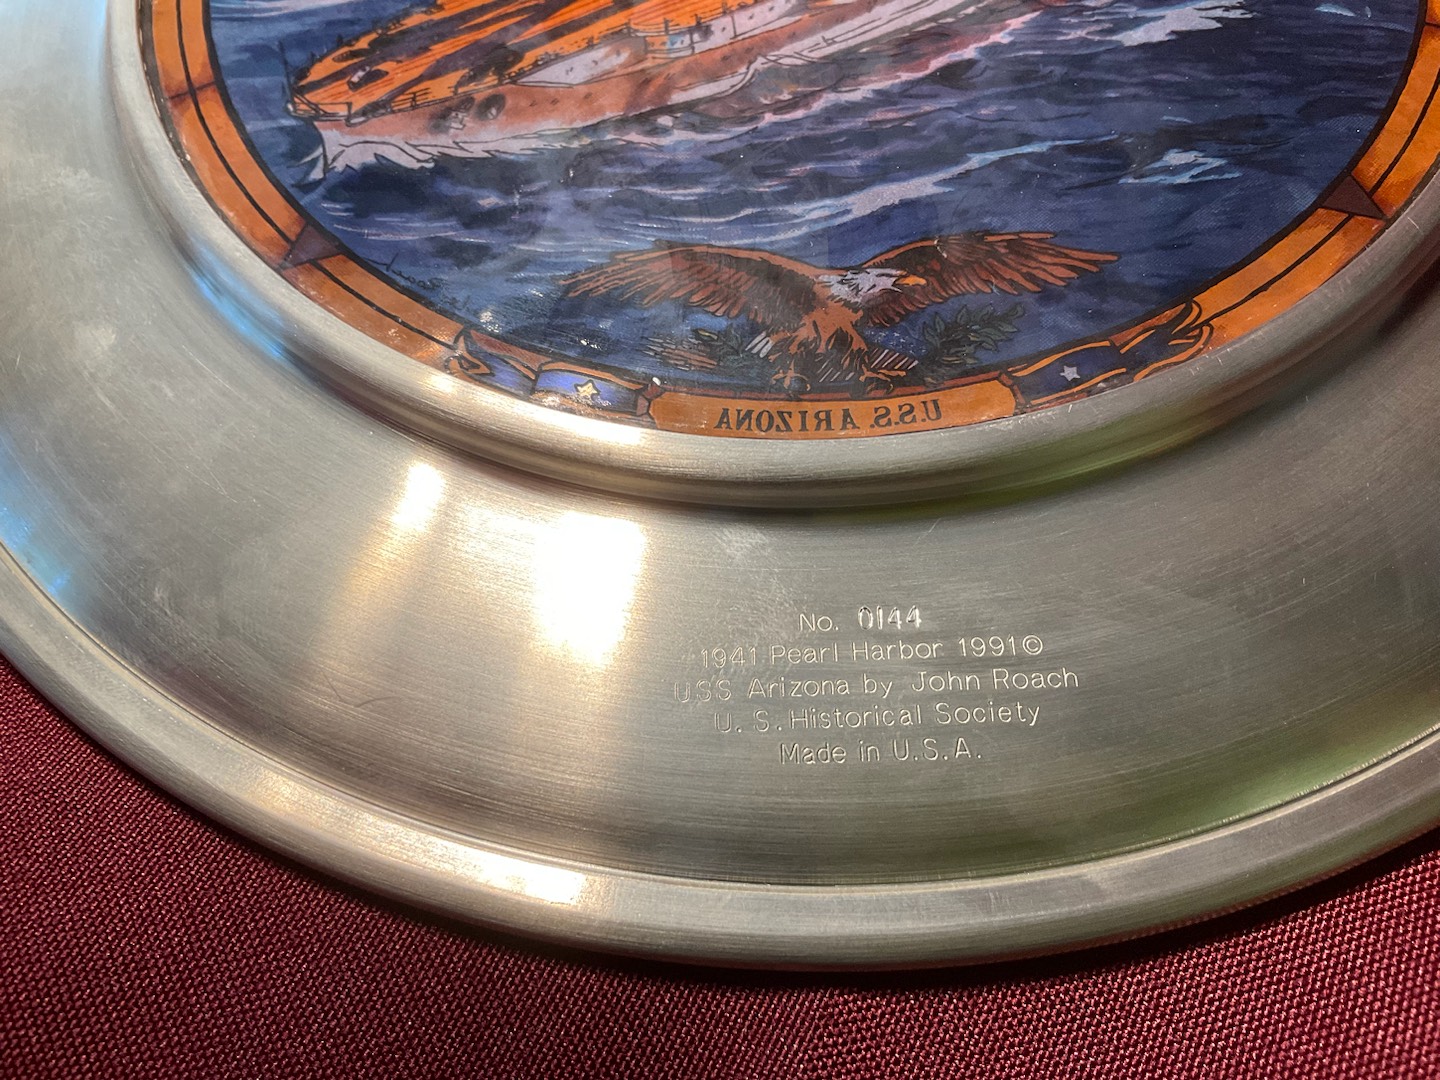 U.S.S. ARIZONA
No. 0144
1941 Pearl Harbor 1991©
USS Arizona by John Roach
U. S. Historical Society
Made in U.S.A.